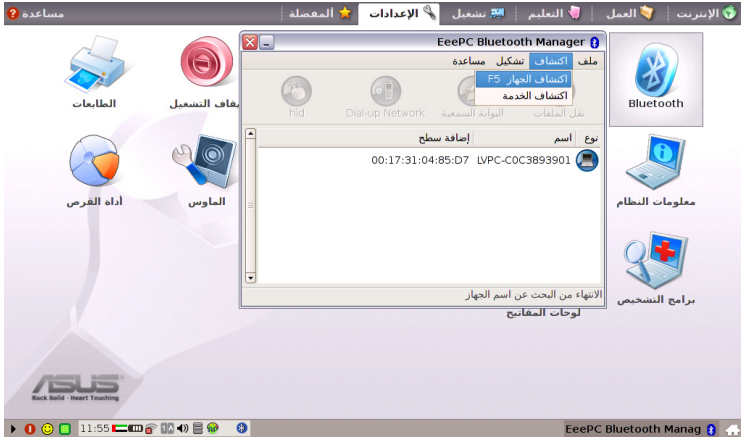 الإنترنت
العمل
التعليم
تشغيل
الإعدادات
المفضلة
مساعدة
EeePC Bluetooth Manager
ملف اكتشاف تشكيل مساعدة
اكتشاف الجهاز F5
اكتشاف الخدمة
نقل الملفات
البوابة السمعية
Dial-up Network
hid
نوع اسم إضافة سطح
LVPC-C0C3893901 00:17:31:04:85:D7
الانتهاء من البحث عن اسم الجهاز
Bluetooth
يقاف التشغيل
الطابعات
معلومات النظام
الماوس
أداة القرص
برامج التشخيص
لوحات المفاتيح
ASUS
Rock Solid · Heart Touching
11:55
EeePC Bluetooth Manag